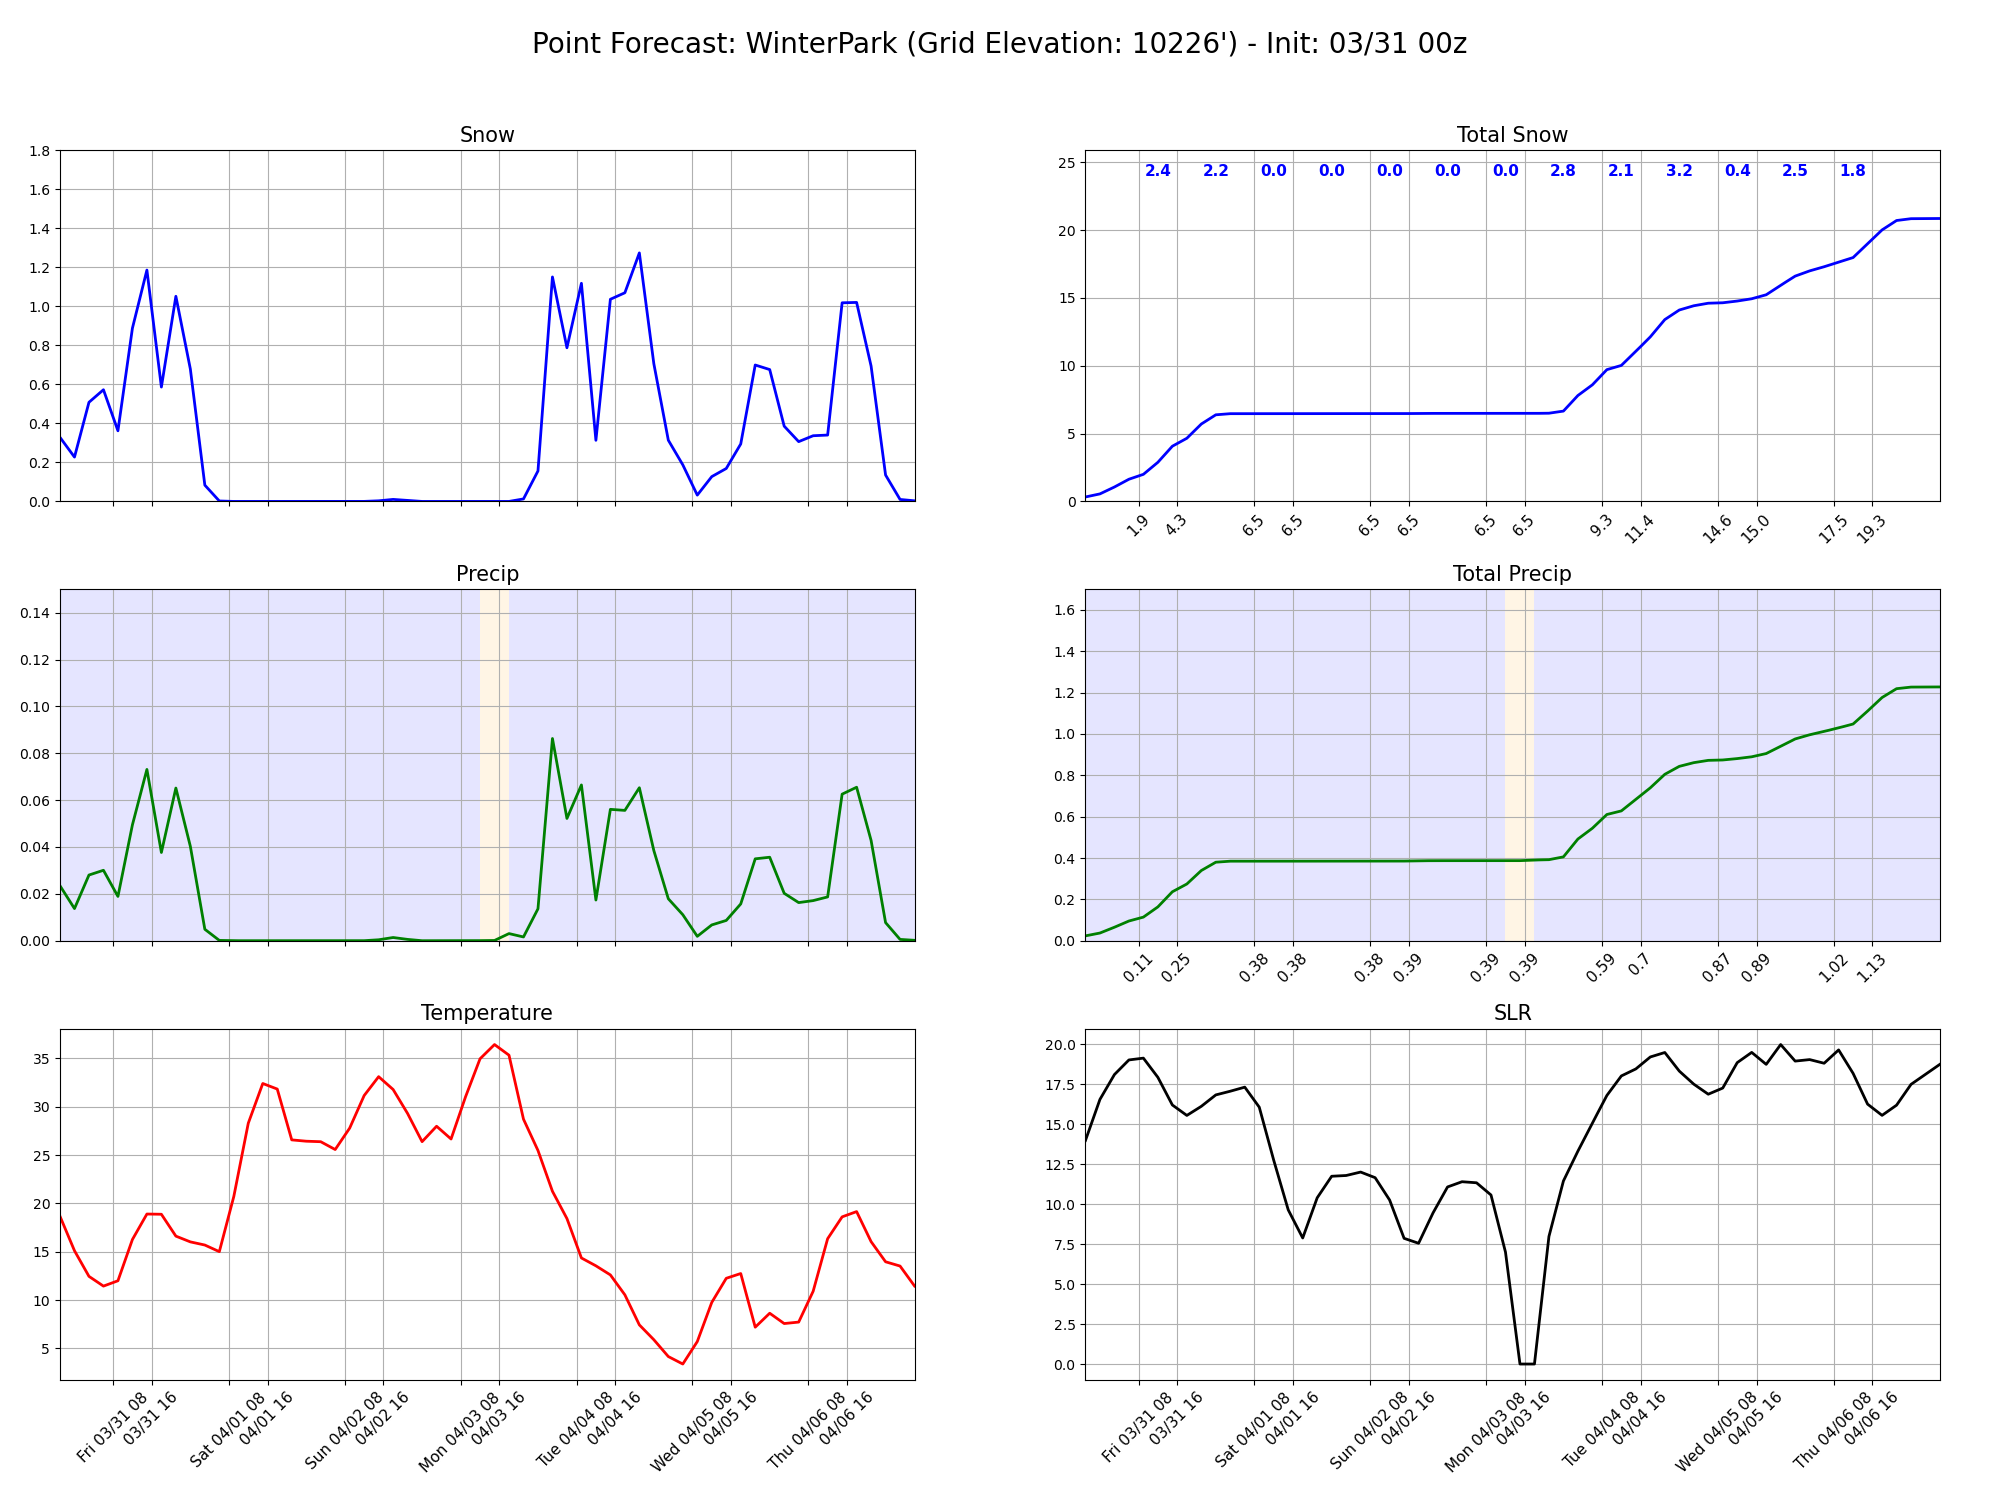 Point Forecast: WinterPark (Grid Elevation: 10226') - Init: 03/31 00z
Snow
1.8
1.6
1.4
1.2
1.0
0.8
0.6
0.4
0.2
0.0
Total Snow
25
20
15
10
5
0
2.4 2.2 0.0 0.0 0.0 0.0 0.0 2.8 2.1 3.2 0.4 2.5 1.8
1.9 4.3 6.5 6.5 6.5 6.5 6.5 6.5 9.3 11.4 14.6 15.0 17.5 19.3
Precip
0.14
0.12
0.10
0.08
0.06
0.04
0.02
0.00
Total Precip
1.6
1.4
1.2
1.0
0.8
0.6
0.4
0.2
0.0
0.11 0.25 0.38 0.38 0.38 0.39 0.39 0.39 0.59 0.7 0.87 0.89 1.02 1.13
Temperature
35
30
25
20
15
10
5
Fri 03/31 08
03/31 16
Sat 04/01 08
04/01 16
Sun 04/02 08
04/02 16
Mon 04/03 08
04/03 16
Tue 04/04 08
04/04 16
Wed 04/05 08
04/05 16
Thu 04/06 08
04/06 16
SLR
20.0
17.5
15.0
12.5
10.0
7.5
5.0
2.5
0.0
Fri 03/31 08
03/31 16
Sat 04/01 08
04/01 16
Sun 04/02 08
04/02 16
Mon 04/03 08
04/03 16
Tue 04/04 08
04/04 16
Wed 04/05 08
04/05 16
Thu 04/06 08
04/06 16